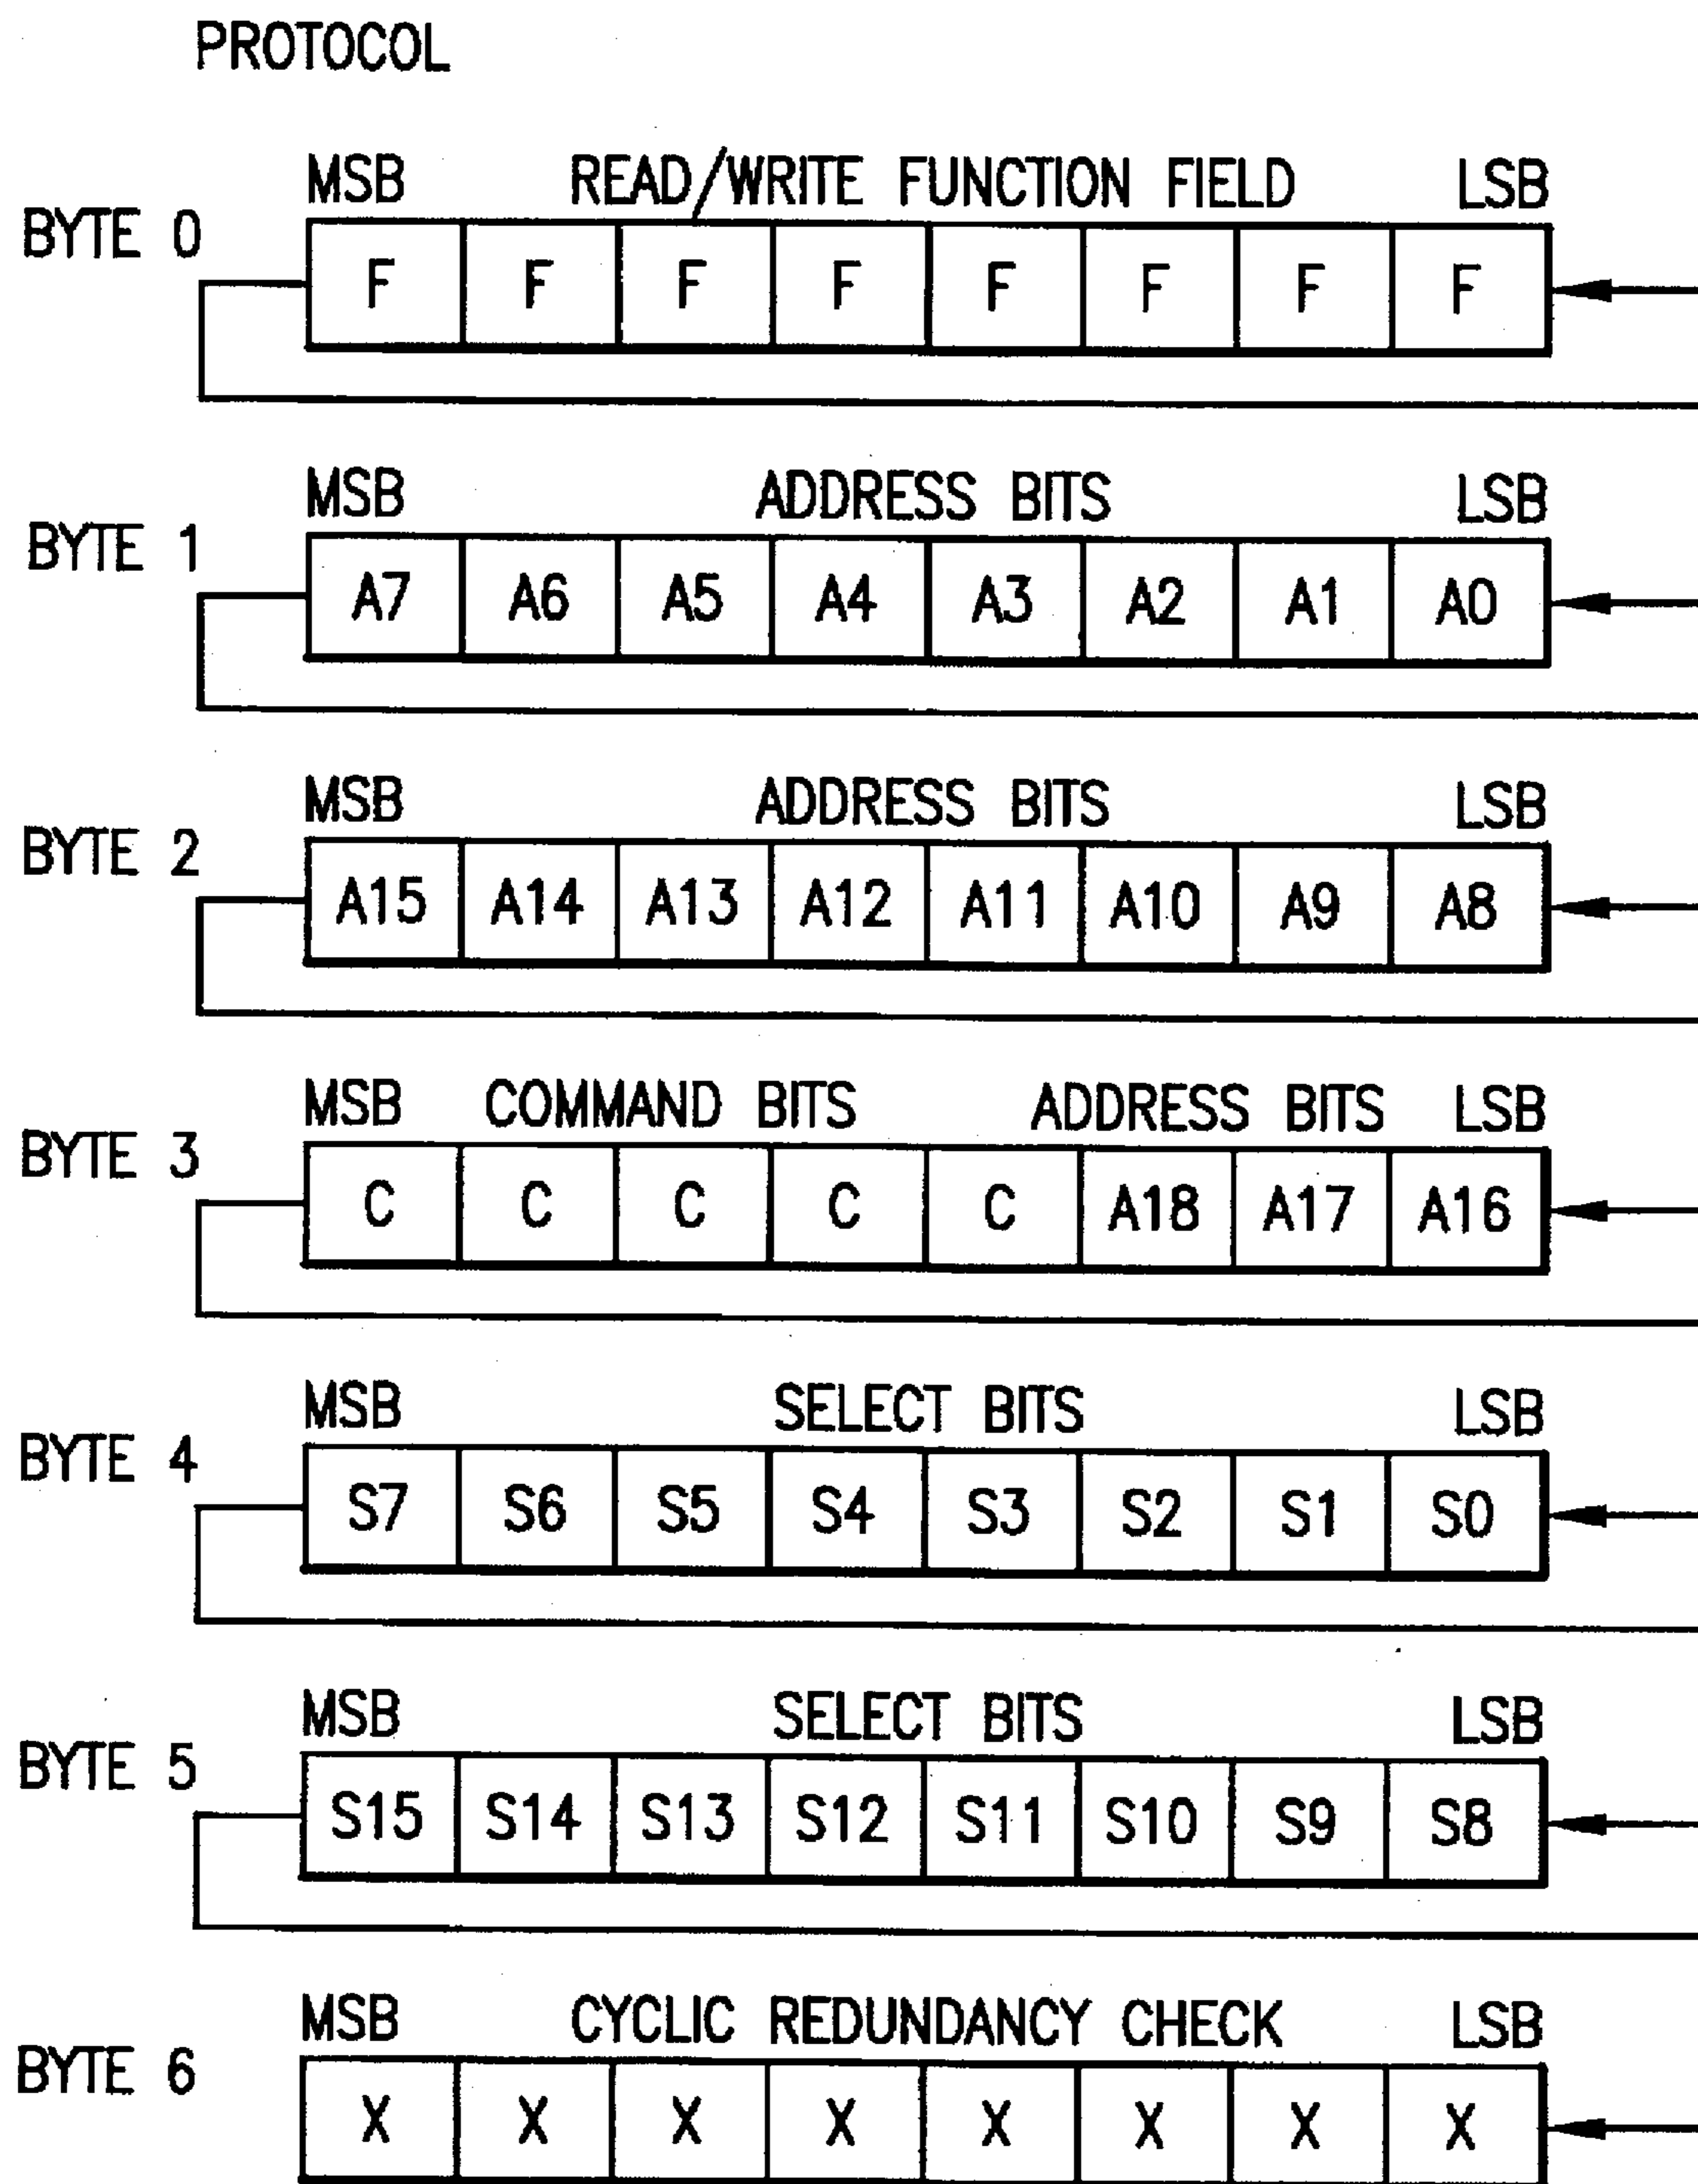 PROTOCOL
MSB READ/WRITE FUNCTION FIELD LSB
BYTE 0
F F F F F F F F
MSB ADDRESS BITS LSB
BYTE 1
A7 A6 A5 A4 A3 A2 A1 A0
MSB ADDRESS BITS LSB
BYTE 2
A15 A14 A13 A12 A11 A10 A9 A8
MSB COMMAND BITS ADDRESS BITS LSB
BYTE 3
C C C C C A18 A17 A16
MSB SELECT BITS LSB
BYTE 4
S7 S6 S5 S4 S3 S2 S1 S0
MSB SELECT BITS LSB
BYTE 5
S15 S14 S13 S12 S11 S10 S9 S8
MSB CYCLIC REDUNDANCY CHECK LSB
BYTE 6
X X X X X X X X